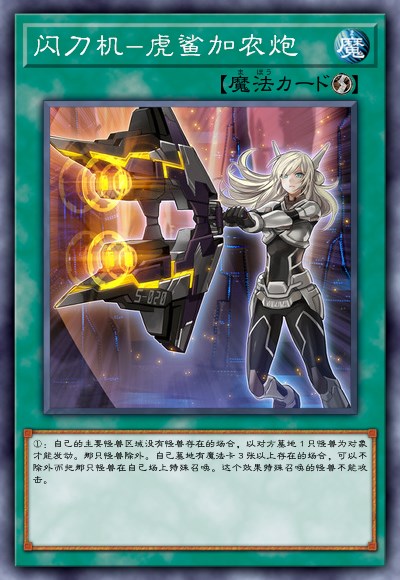 闪刀机-虎鲨加农炮
魔
【魔法カード】
まほう
S-020
①：自己的主要怪兽区域没有怪兽存在的场合，以对方墓地1只怪兽为对象
才能发动。那只怪兽除外。自己墓地有魔法卡3张以上存在的场合，可以不
除外而把那只怪兽在自己场上特殊召唤。这个效果特殊召唤的怪兽不能攻
击。